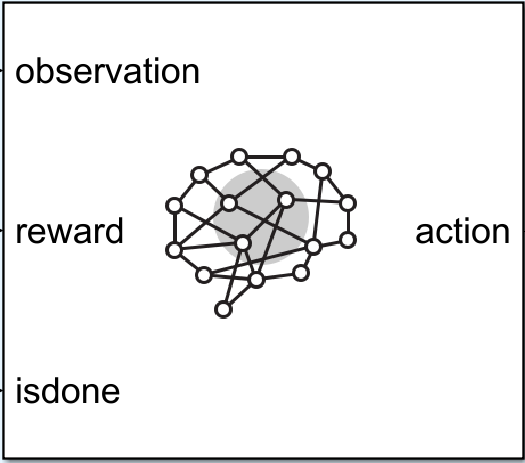 observation
reward
action
isdone